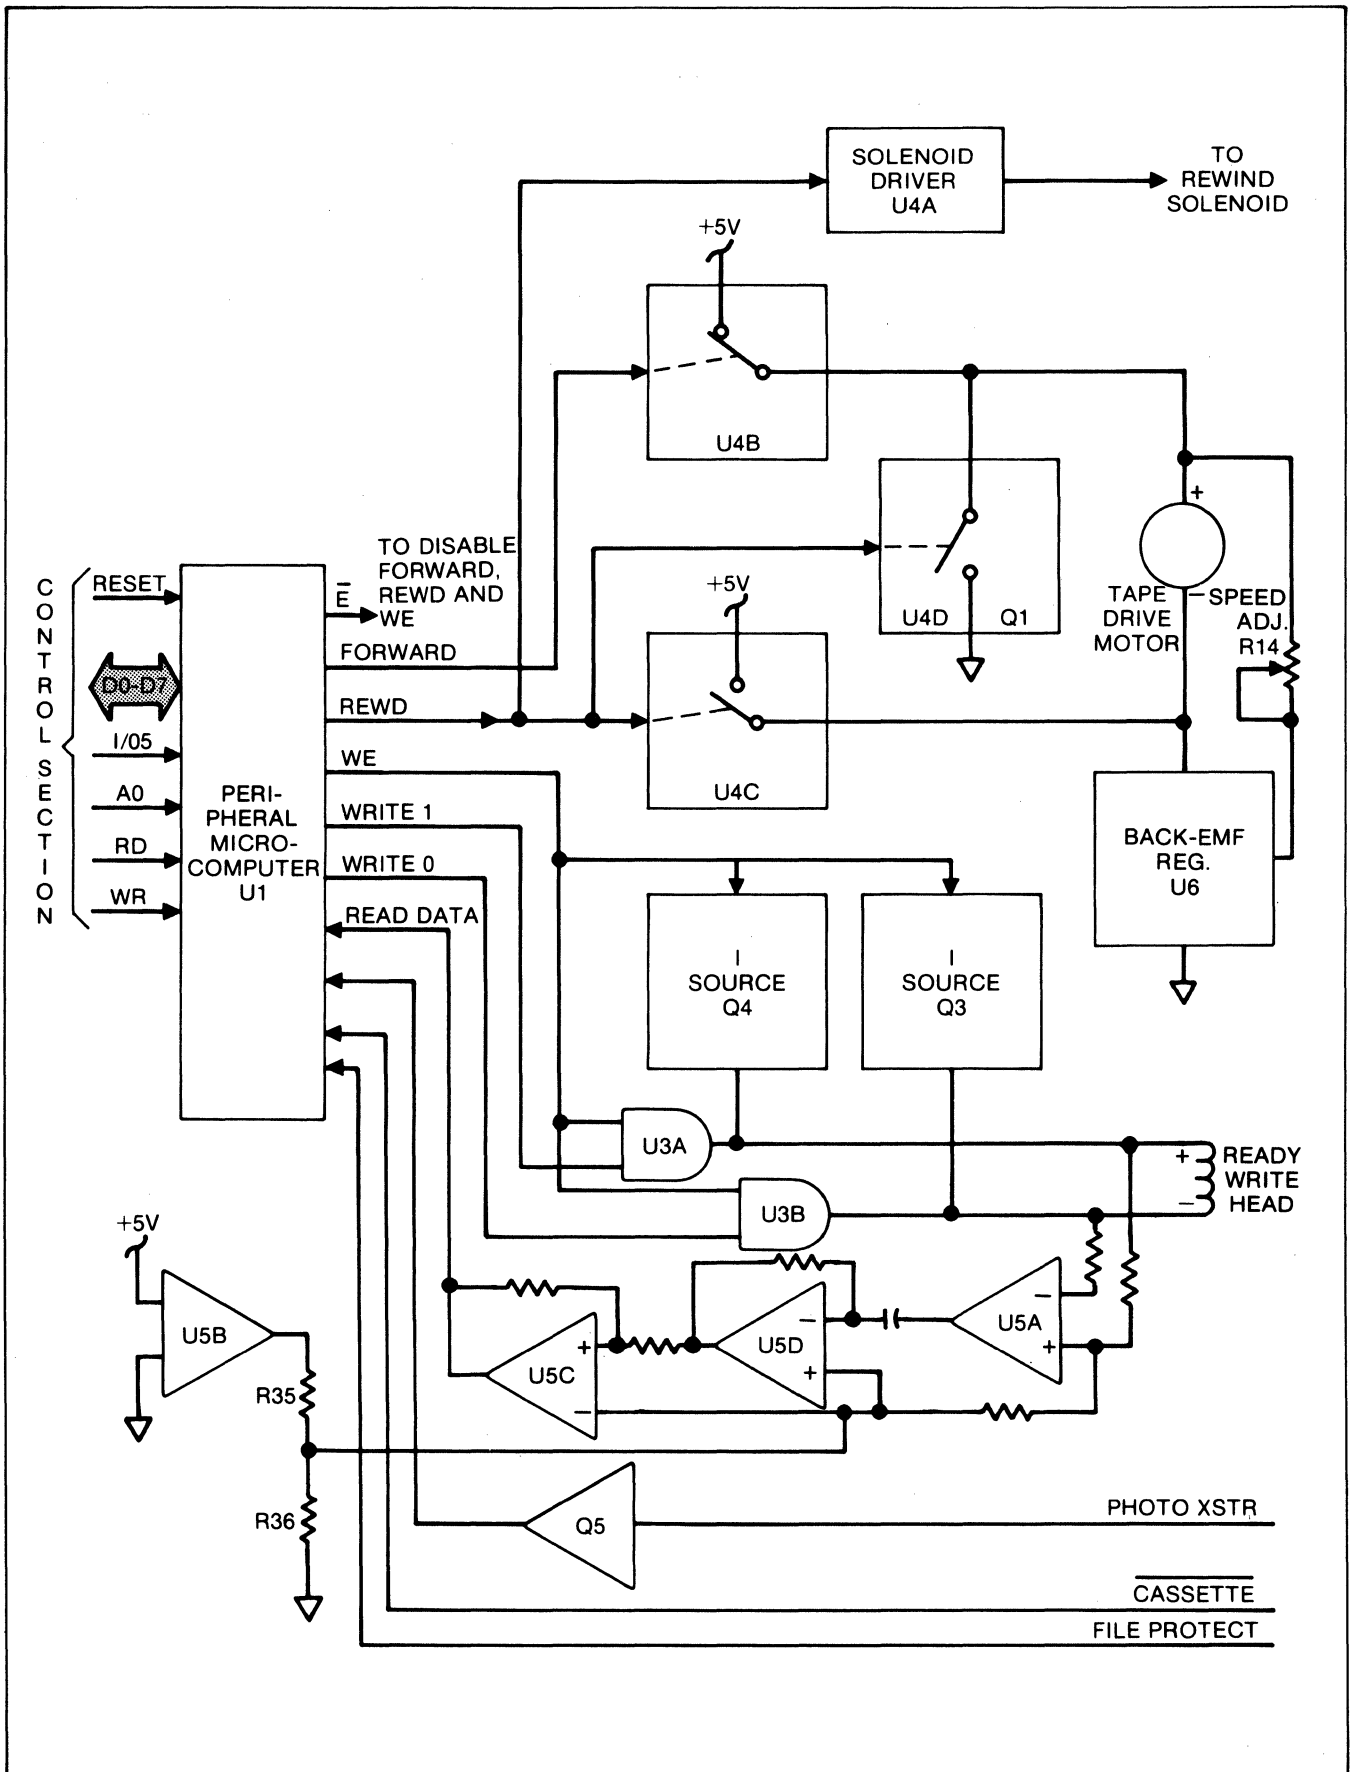 SOLENOID
DRIVER
U4A
TO
REWIND
SOLENOID
+5V
U4B
U4D Q1
+5V
U4C
+
−
TAPE
DRIVE
MOTOR
SPEED
ADJ.
R14
BACK-EMF
REG.
U6
CONTROL SECTION
RESET
D0-D7
I/05
A0
RD
WR
PERI-
PHERAL
MICRO-
COMPUTER
U1
E
TO DISABLE
FORWARD,
REWD AND
WE
FORWARD
REWD
WE
WRITE 1
WRITE 0
READ DATA
I
SOURCE
Q4
I
SOURCE
Q3
U3A
U3B
+
−
READY
WRITE
HEAD
+5V
U5B
R35
R36
+
U5C
−
−
U5D
+
−
U5A
+
Q5
PHOTO XSTR
CASSETTE
FILE PROTECT